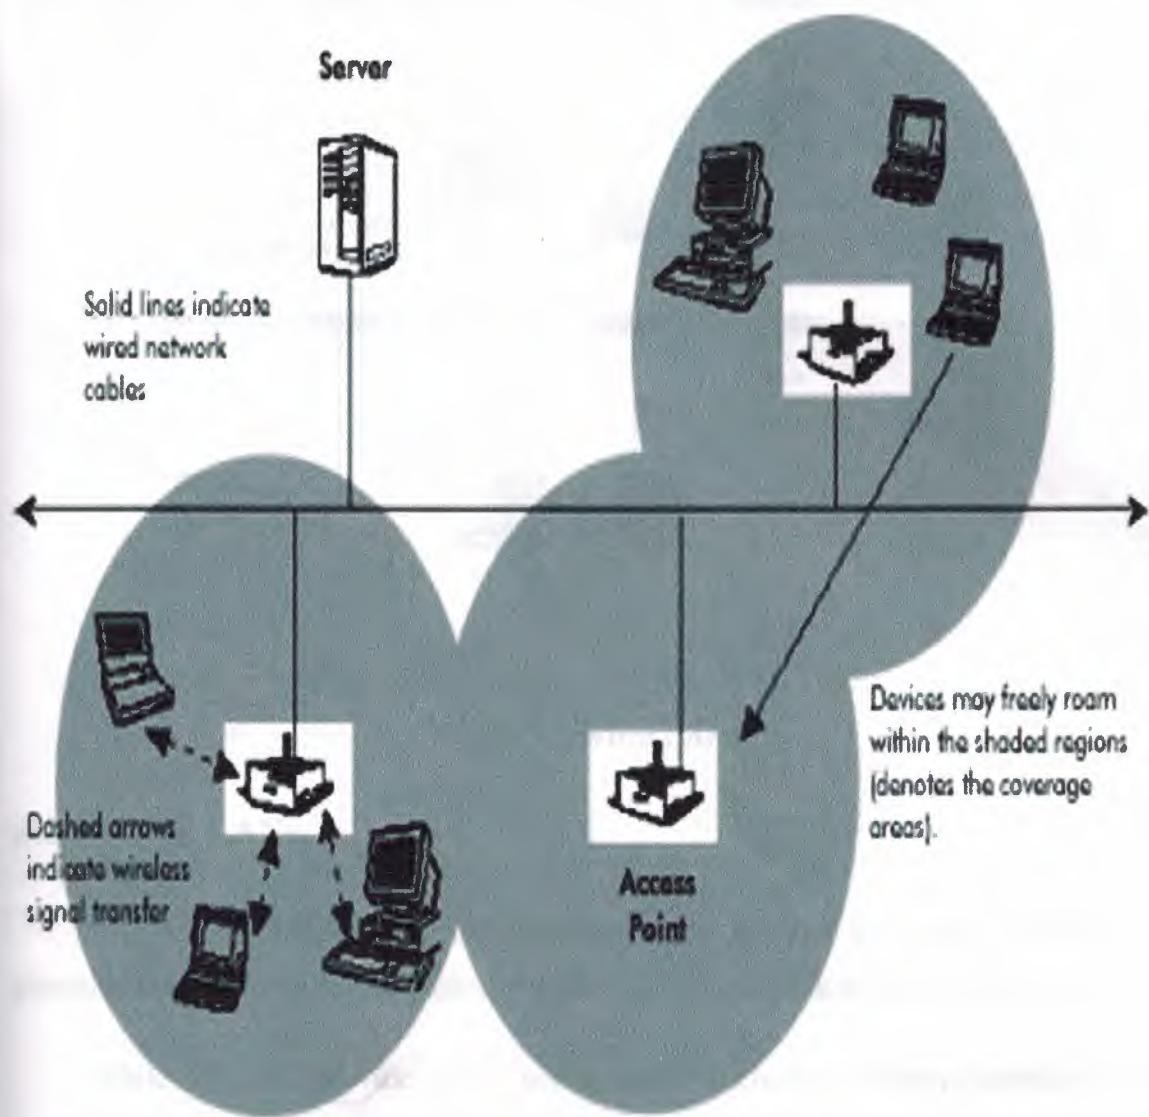 Server
Solid lines indicate
wired network
cables
Devices may freely roam
within the shaded regions
(denotes the coverage
areas).
Dashed arrows
indicate wireless
signal transfer
Access
Point